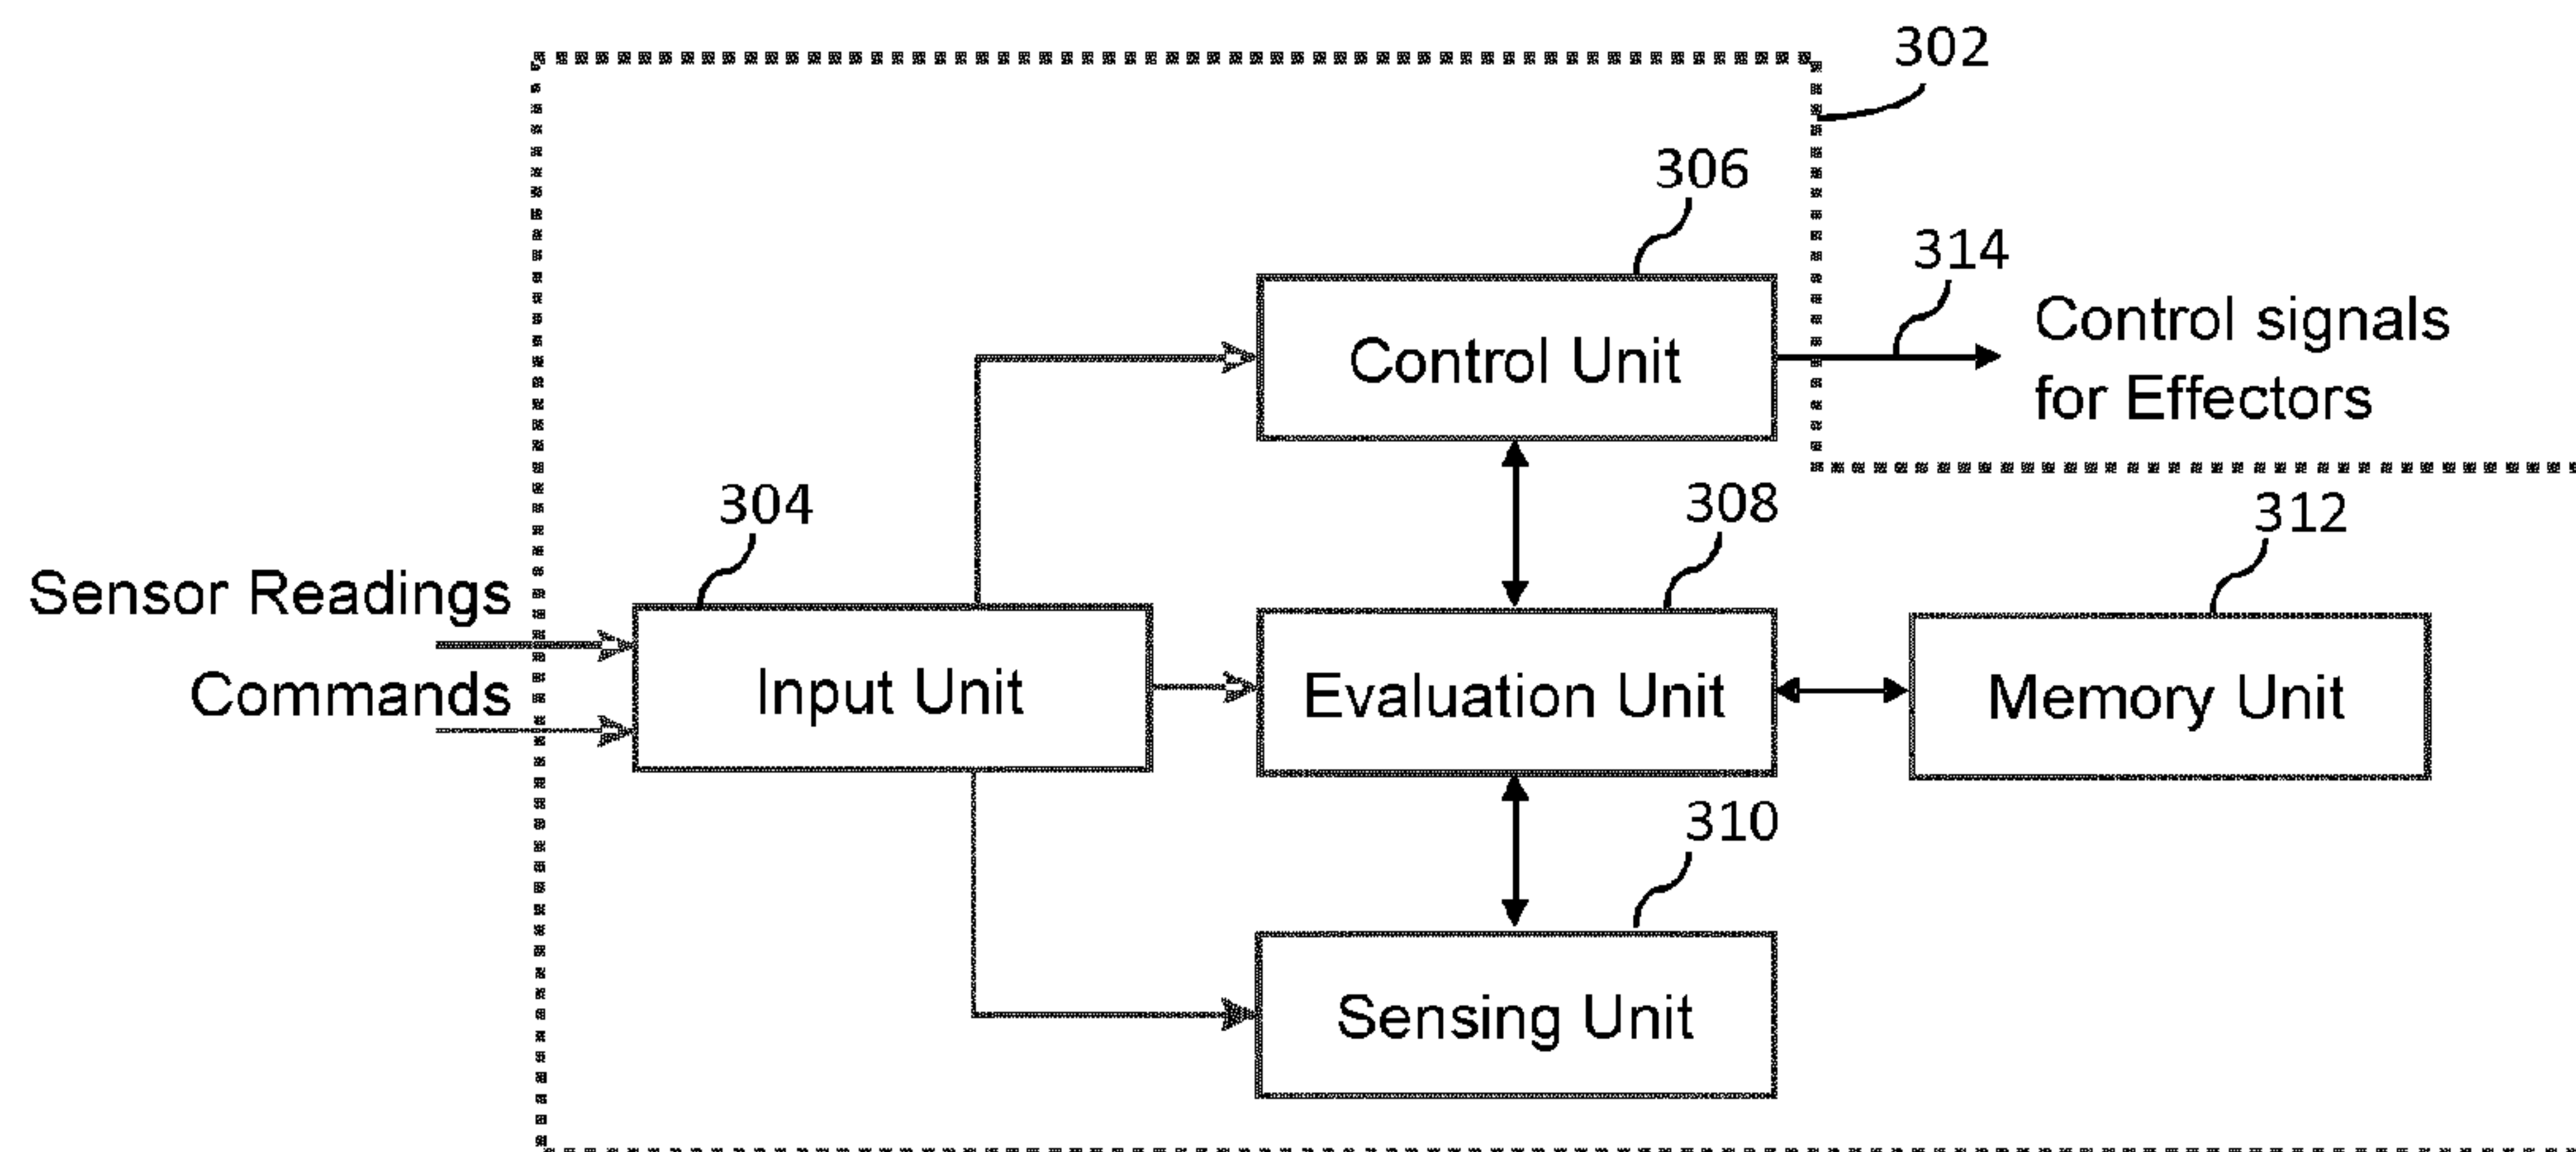 302
306
314
Control signals
for Effectors
Control Unit
304
308
312
Sensor Readings
Commands
Input Unit
Evaluation Unit
Memory Unit
310
Sensing Unit